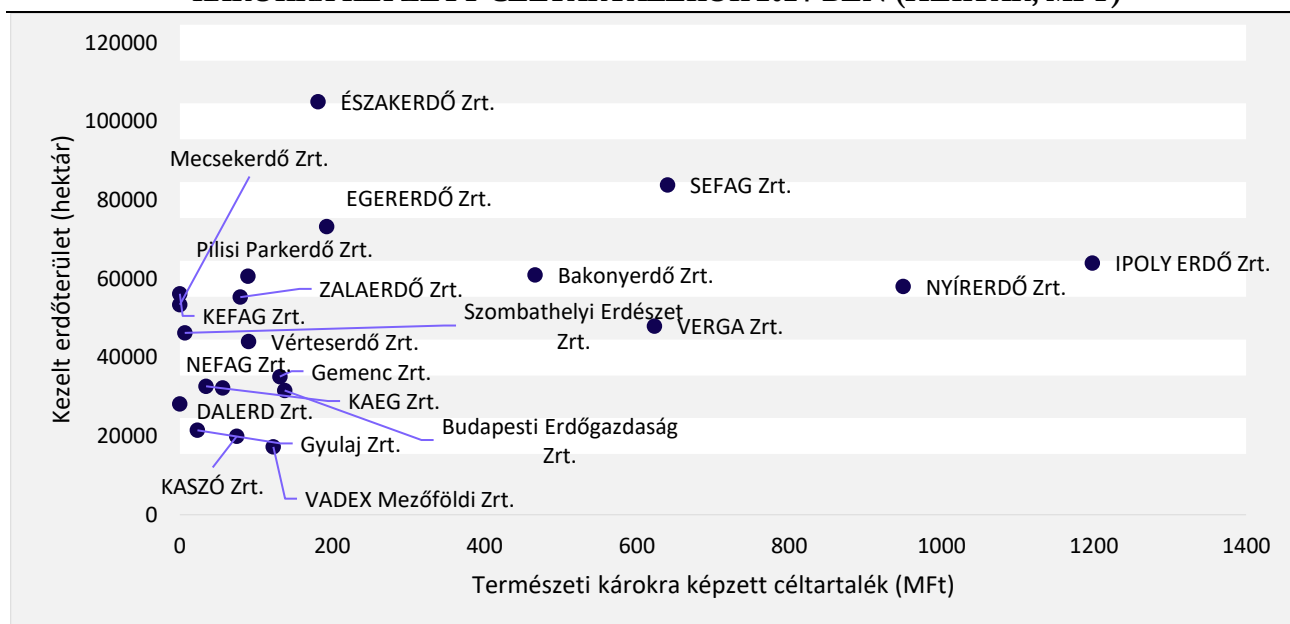 120000
100000
80000
60000
40000
20000
0
Kezelt erdőterület (hektár)
ÉSZAKERDŐ Zrt.
Mecsekerdő Zrt.
SEFAG Zrt.
EGERERDŐ Zrt.
Pilisi Parkerdő Zrt.
Bakonyerdő Zrt.
IPOLY ERDŐ Zrt.
ZALAERDŐ Zrt.
NYÍRERDŐ Zrt.
KEFAG Zrt.
Szombathelyi Erdészet
Zrt.
VERGA Zrt.
Vérteserdő Zrt.
NEFAG Zrt.
Gemenc Zrt.
DALERD Zrt.
KAEG Zrt.
Budapesti Erdőgazdaság
Zrt.
Gyulaj Zrt.
KASZÓ Zrt.
VADEX Mezőföldi Zrt.
0 200 400 600 800 1000 1200 1400
Természeti károkra képzett céltartalék (MFt)